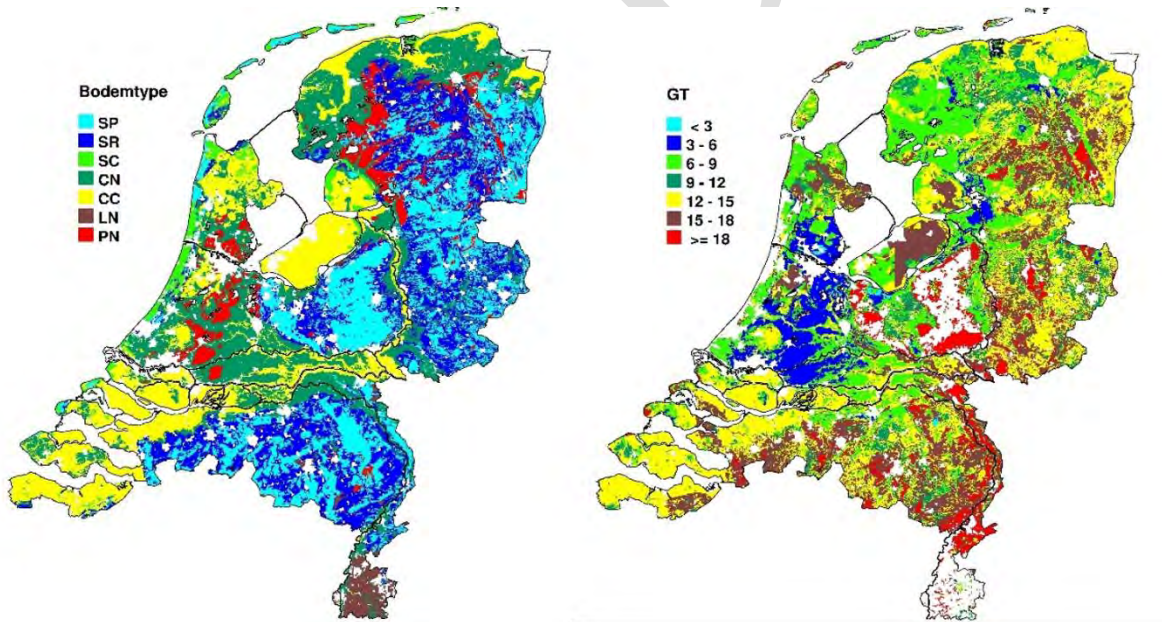 Bodemtype
SP
SR
SC
CN
CC
LN
PN
GT
< 3
3 - 6
6 - 9
9 - 12
12 - 15
15 - 18
>= 18